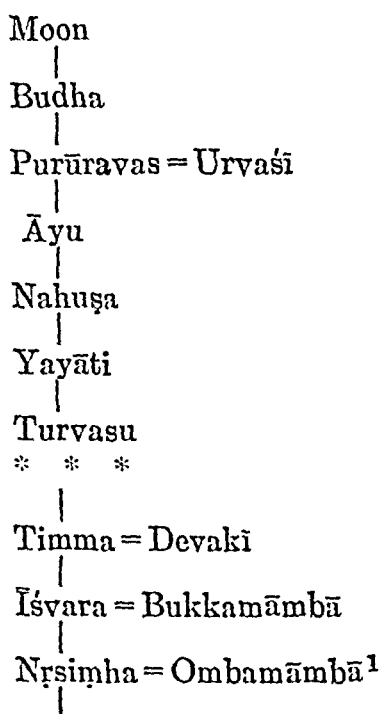 Moon
Budha
Purūravas = Urvaśī
Āyu
Nahuṣa
Yayāti
Turvasu
* * *
Timma = Devakī
Īśvara = Bukkamāmbā
Nṛsiṃha = Ombamāmbā¹